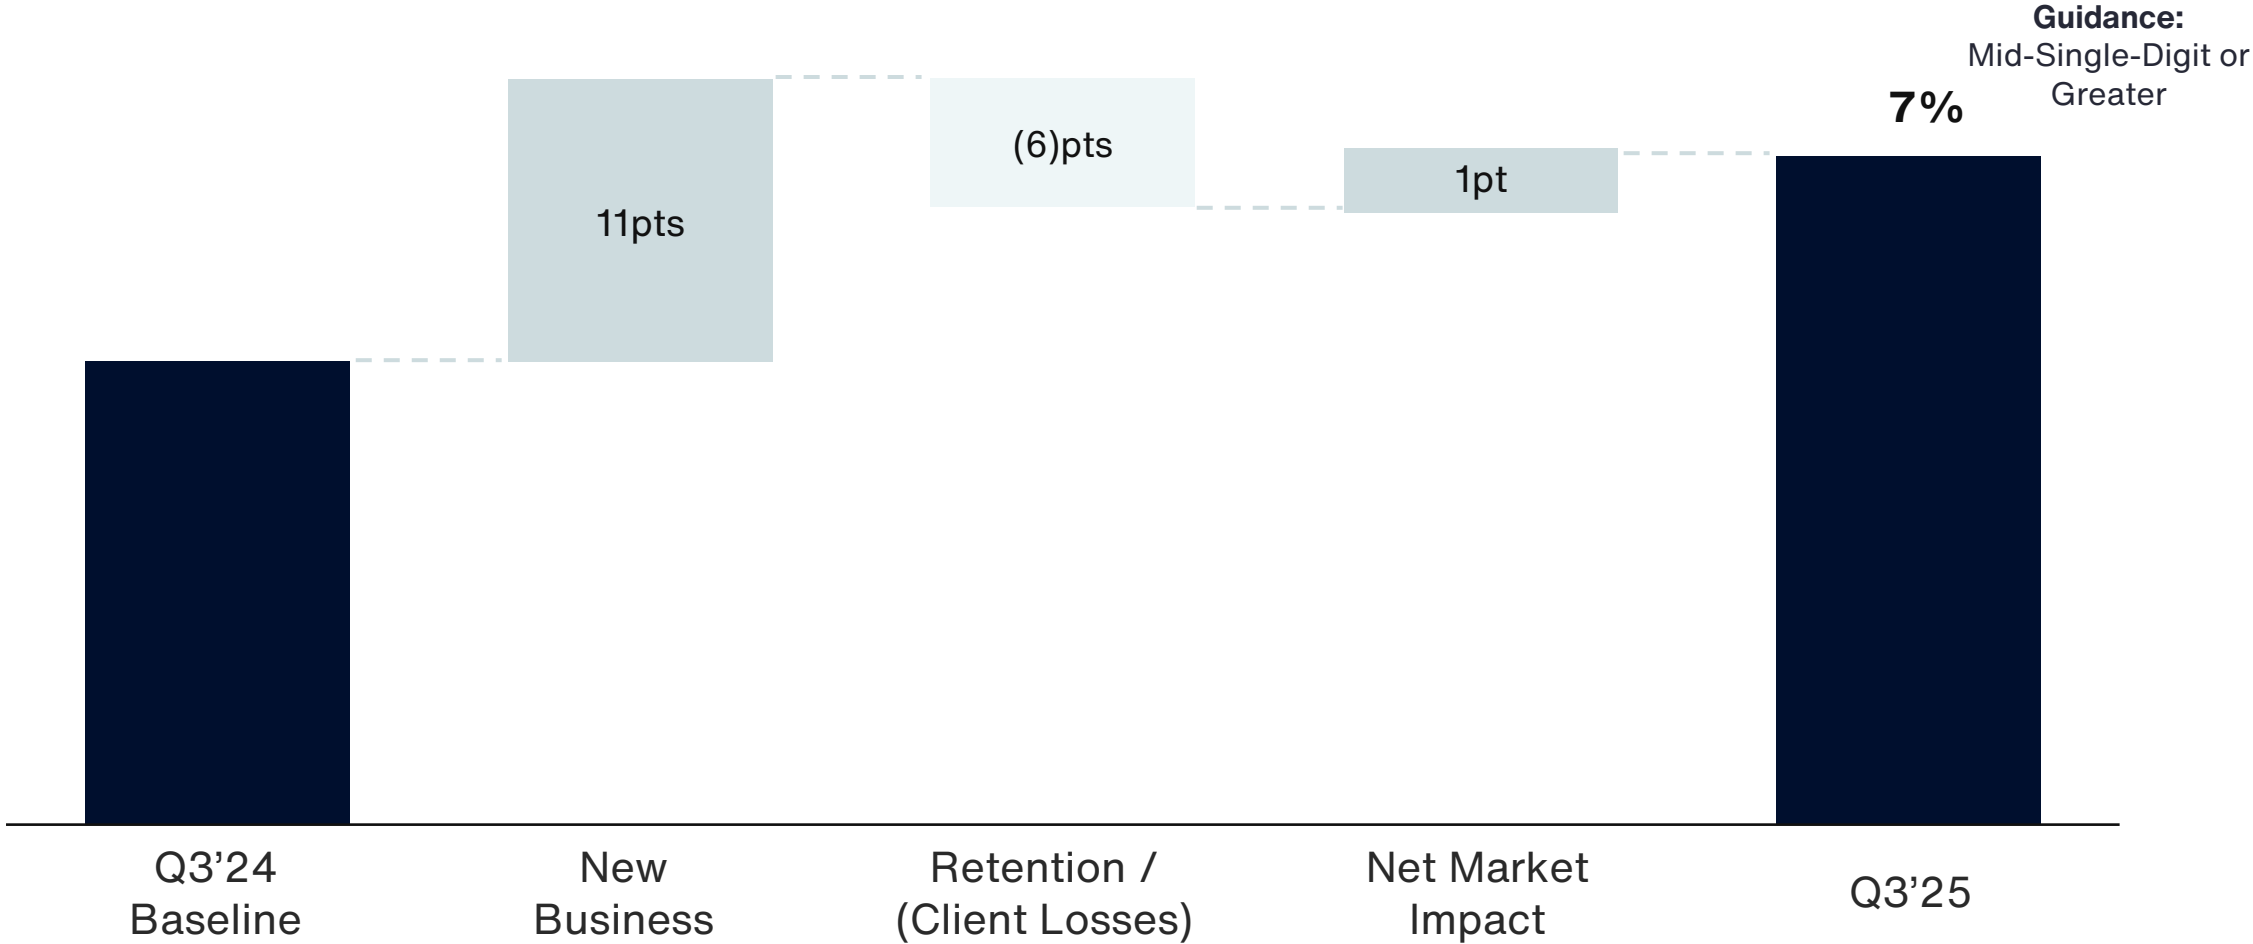 Guidance:
Mid-Single-Digit or
Greater
7%
11pts
(6)pts
1pt
Q3’24
Baseline
New
Business
Retention /
(Client Losses)
Net Market
Impact
Q3’25